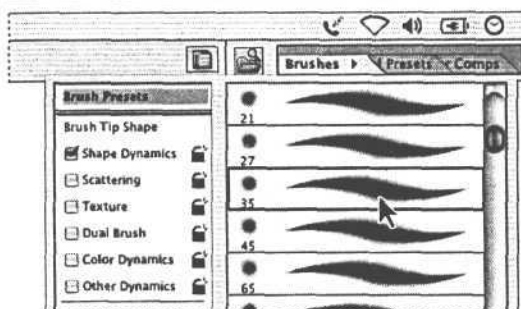 Brushes Presets r Comps
Brush Presets
Brush Tip Shape
Shape Dynamics
Scattering
Texture
Dual Brush
Color Dynamics
Other Dynamics
21
27
35
45
65